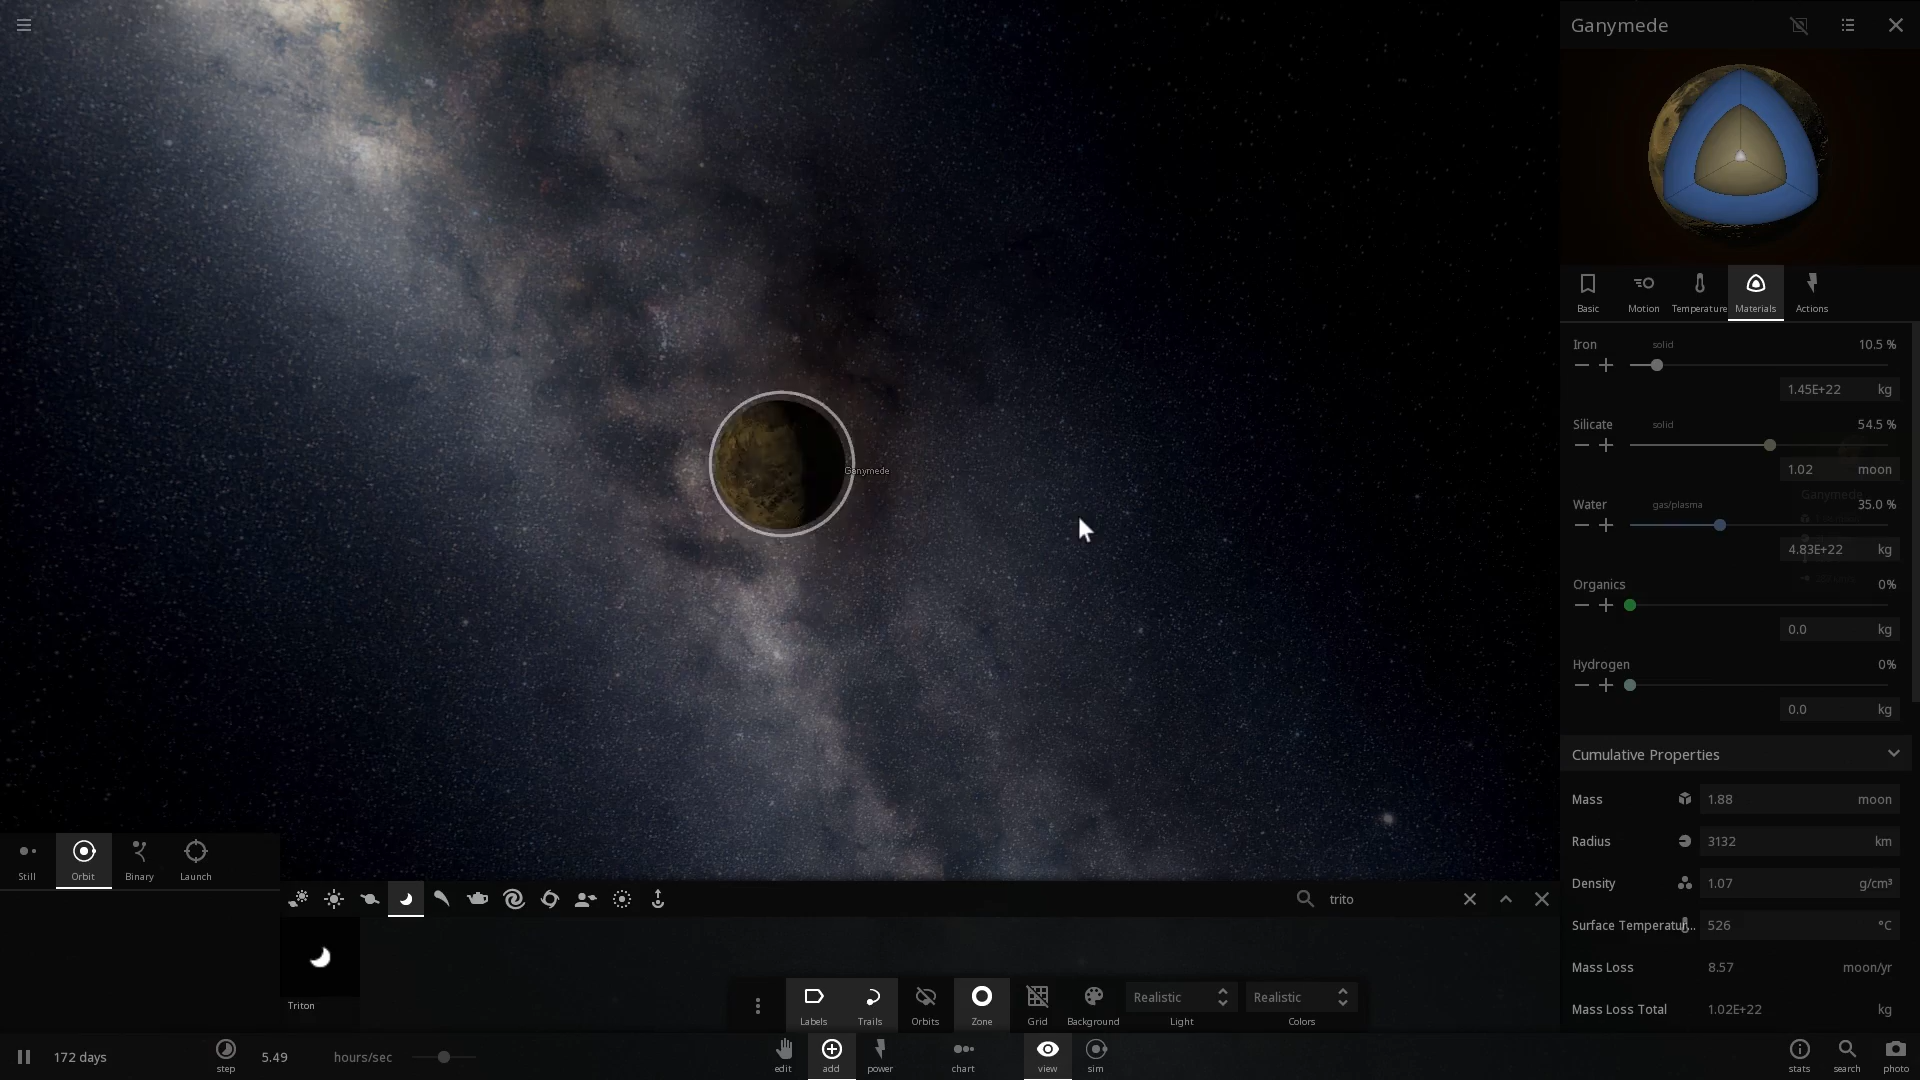 Ganymede
Basic
Motion
Temperature
Materials
Actions
Iron solid 10.5 %
1.45E+22 kg
Silicate solid 54.5 %
1.02 moon
Ganymede
Ganymede
Water gas/plasma 35.0 %
4.83E+22 kg
Organics 0%
0.0 kg
Hydrogen 0%
0.0 kg
Cumulative Properties
Mass 1.88 moon
Radius 3132 km
Density 1.07 g/cm³
Surface Temperatur... 526 °C
Mass Loss 8.57 moon/yr
Mass Loss Total 1.02E+22 kg
Still
Orbit
Binary
Launch
trito
Triton
Labels
Trails
Orbits
Zone
Grid
Background
Realistic
Light
Realistic
Colors
172 days
step
5.49 hours/sec
edit
add
power
chart
view
sim
stats
search
photo